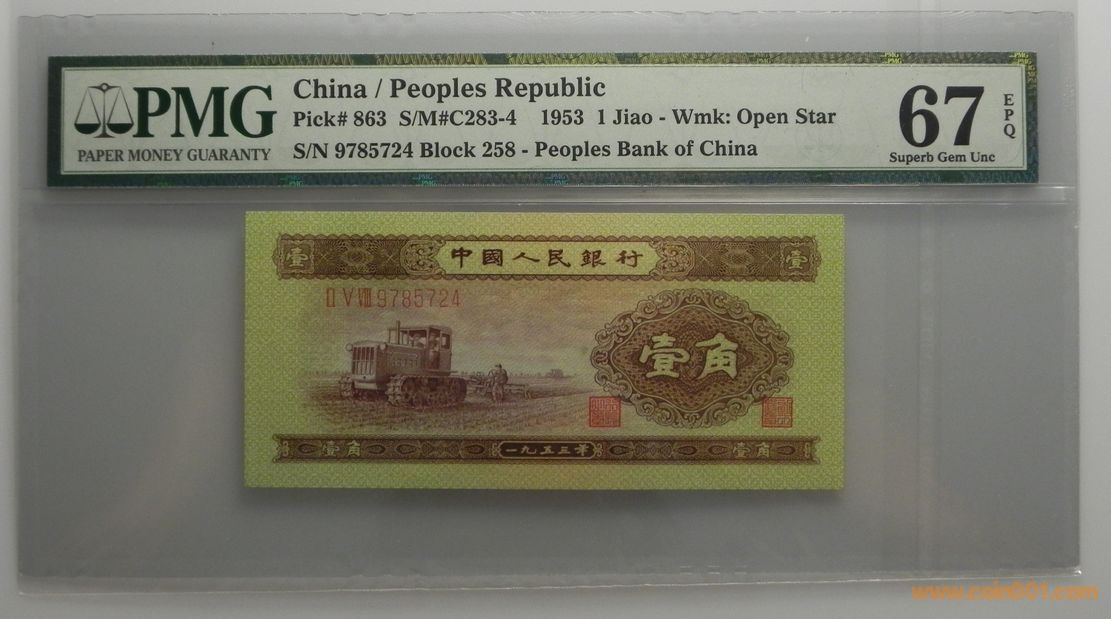 PMG
PAPER MONEY GUARANTY
China / Peoples Republic
Pick# 863 S/M#C283-4 1953 1 Jiao - Wmk: Open Star
S/N 9785724 Block 258 - Peoples Bank of China
67
EPQ
Superb Gem Unc
壹 中國人民銀行 壹
II V VIII 9785724
壹角
壹角 一九五三年 壹角
www.coin001.com